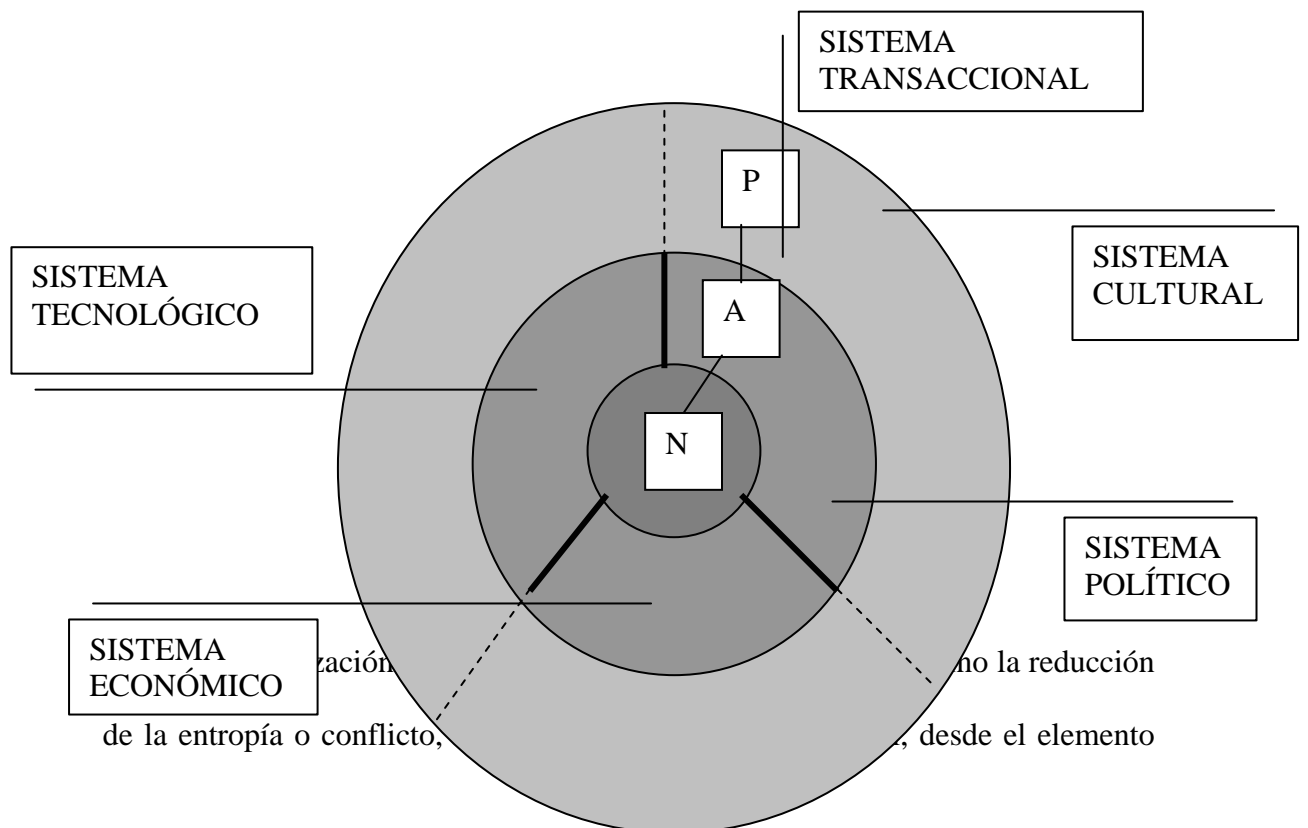 SISTEMA
TRANSACCIONAL
P
SISTEMA
CULTURAL
SISTEMA
TECNOLÓGICO
A
N
SISTEMA
POLÍTICO
SISTEMA
ECONÓMICO
la reducción
de la entropía o conflicto, desde el elemento